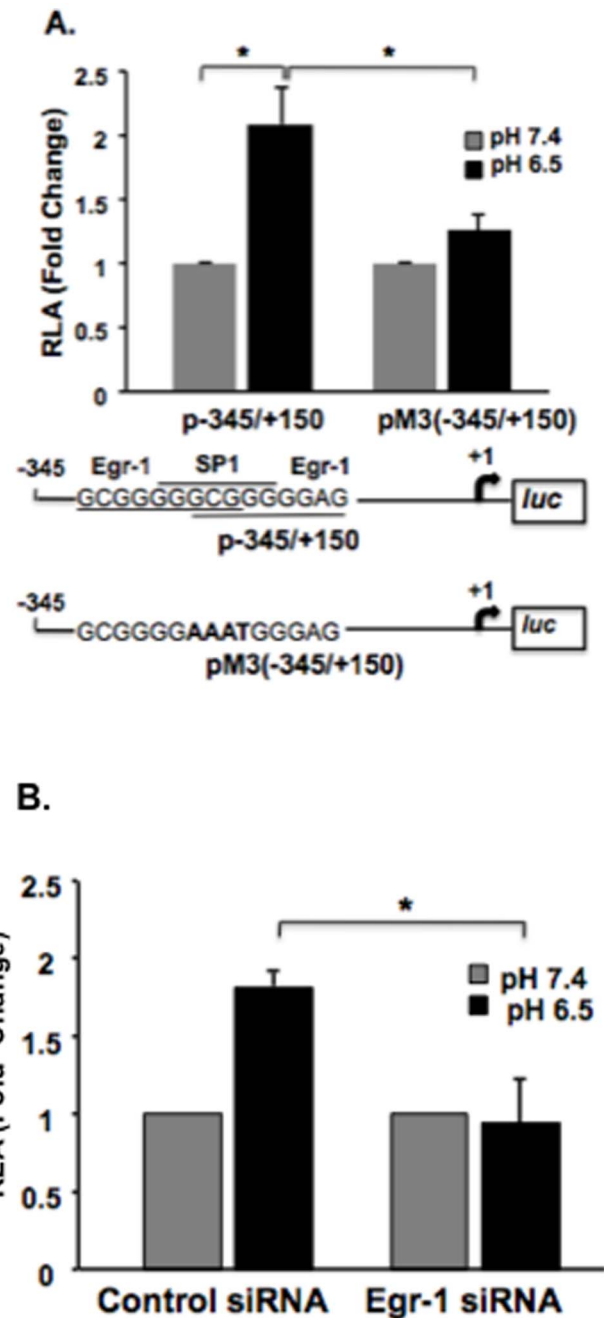 A.
* *
2.5
2
1.5
1
0.5
0
RLA (Fold Change)
pH 7.4
pH 6.5
p-345/+150 pM3(-345/+150)
-345 Egr-1 SP1 Egr-1 +1
GCGGGGGCGGGGGAG luc
p-345/+150
-345 +1
GCGGGGAAATGGGAG luc
pM3(-345/+150)
B.
*
2.5
2
1.5
1
0.5
0
pH 7.4
pH 6.5
Control siRNA Egr-1 siRNA